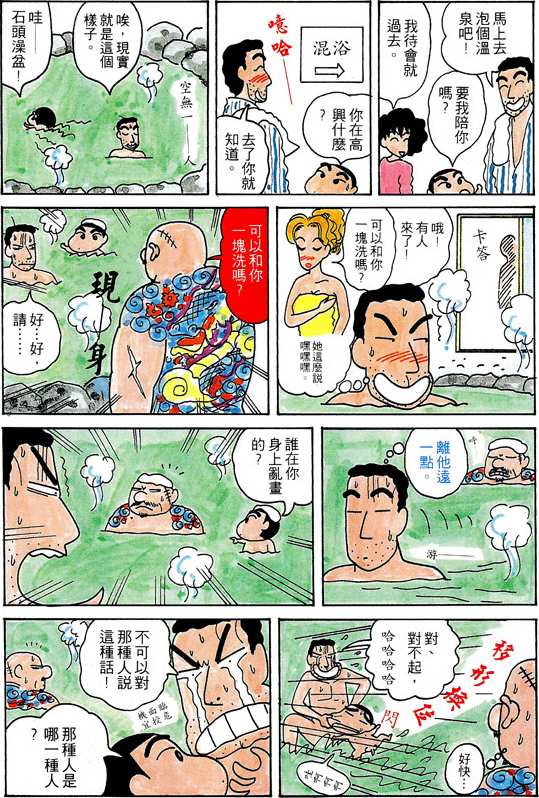 馬上去
泡個溫
泉吧!
要我陪你
嗎?
我待會就
過去。
混浴
噫哈
你在高
興什麼
?
去了你就
知道。
空無一人
唉,現實
就是這個
樣子。
哇——
石頭澡盆!
卡答
哦!
有人
來了!
可以和你
一塊洗嗎?
她這麼說
嘿嘿嘿。
可以和你
一塊洗嗎?
現身
好…好,
請……
離他遠
一點。
游
誰在你
身上亂畫
的?
移形換位
好快…
對、
對不起,
哈哈哈哈
閃
不可以對
那種人說
這種話!
那種人是
哪一種人
?